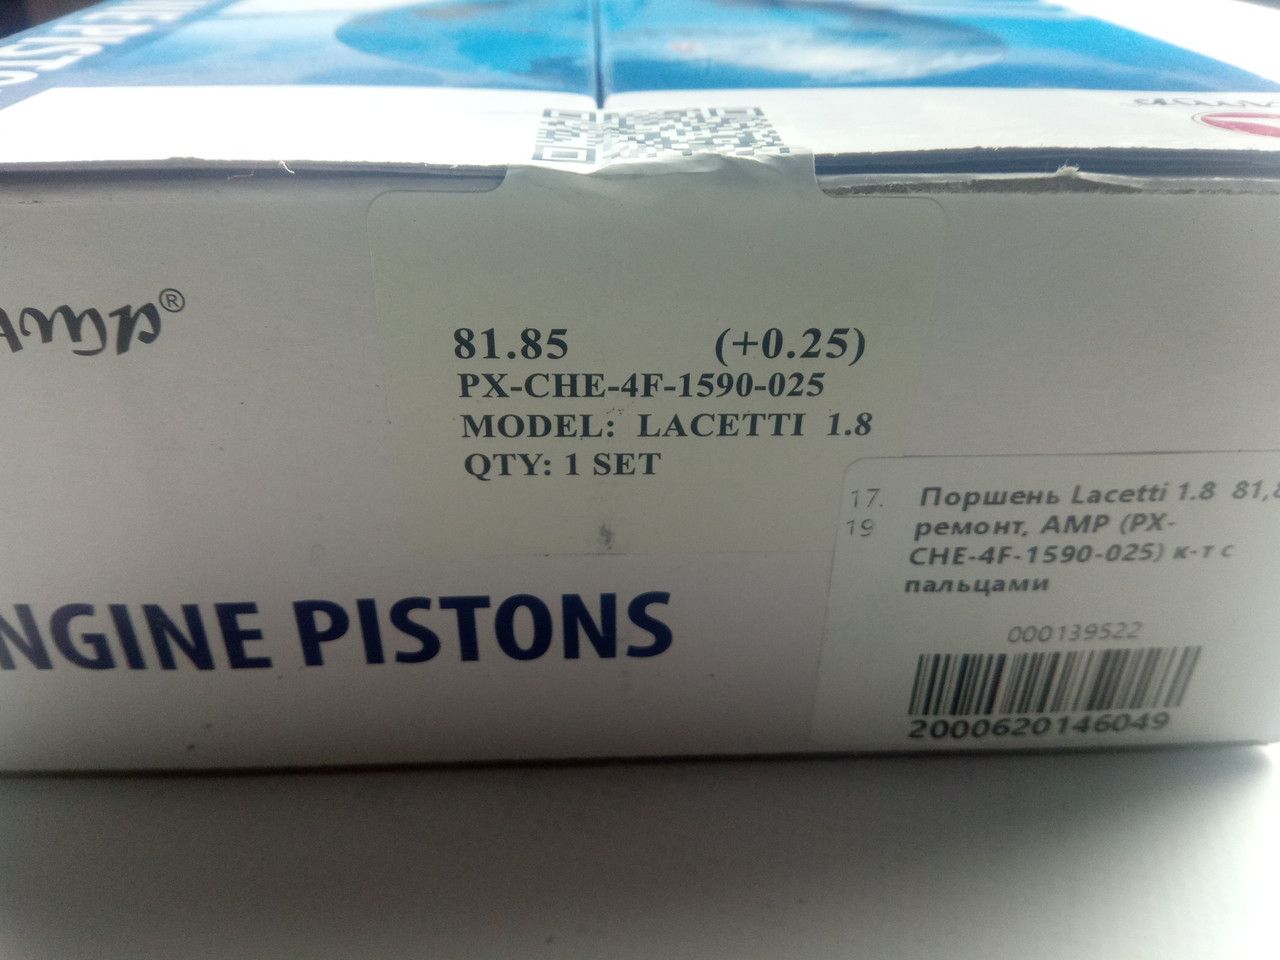 ®
81.85 (+0.25)
PX-CHE-4F-1590-025
MODEL: LACETTI 1.8
QTY: 1 SET
NGINE PISTONS
17. Поршень Lacetti 1.8 81,8
19 ремонт, AMP (PX-
CHE-4F-1590-025) к-т с
пальцами
000139522
2000620146049